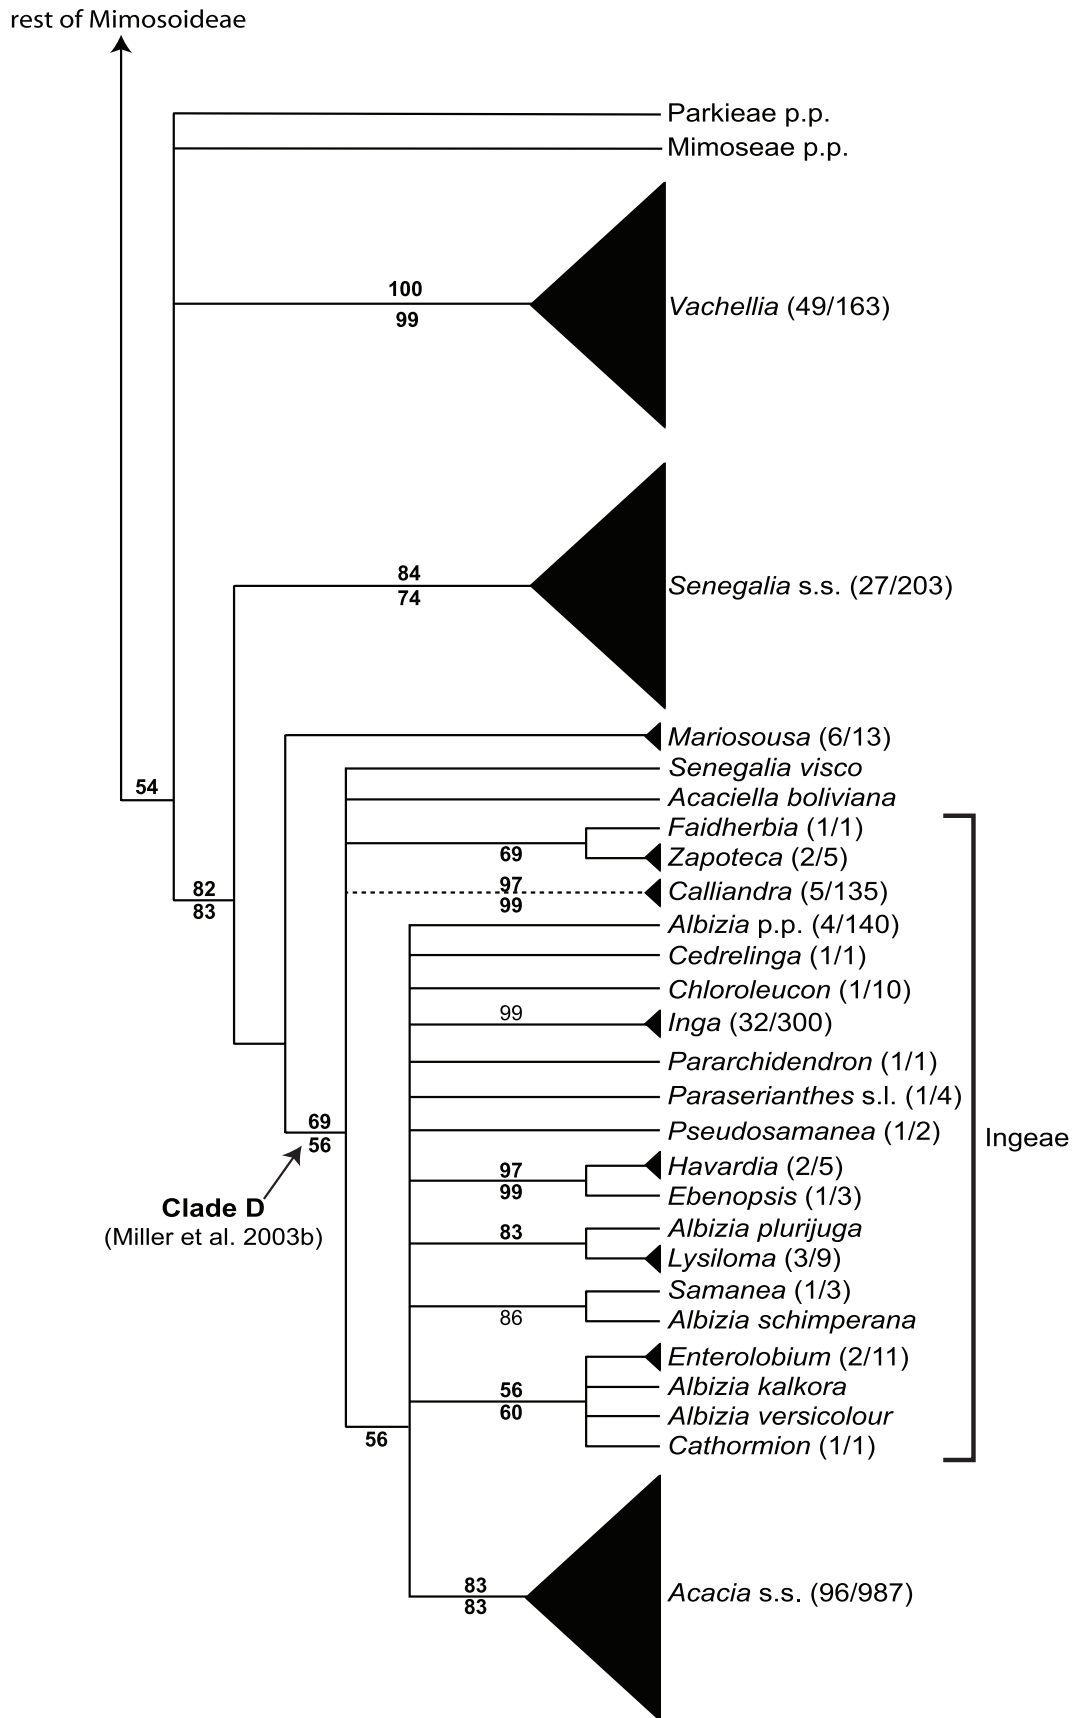 rest of Mimosoideae
Parkieae p.p.
Mimoseae p.p.
100
99
Vachellia (49/163)
84
74
Senegalia s.s. (27/203)
Mariosousa (6/13)
Senegalia visco
54
Acaciella boliviana
Faidherbia (1/1)
69
Zapoteca (2/5)
82
83
97
99
Calliandra (5/135)
Albizia p.p. (4/140)
Cedrelinga (1/1)
Chloroleucon (1/10)
99
Inga (32/300)
Pararchidendron (1/1)
Paraserianthes s.l. (1/4)
69
56
Pseudosamanea (1/2)
Ingeae
97
99
Havardia (2/5)
Ebenopsis (1/3)
Clade D
(Miller et al. 2003b)
83
Albizia plurijuga
Lysiloma (3/9)
Samanea (1/3)
86
Albizia schimperana
Enterolobium (2/11)
56
60
Albizia kalkora
Albizia versicolour
56
Cathormion (1/1)
83
83
Acacia s.s. (96/987)